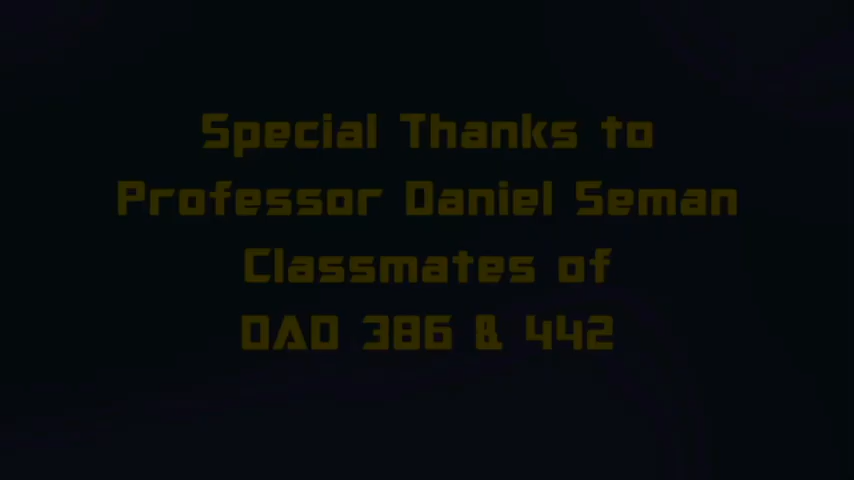 Special Thanks to
Professor Daniel Seman
Classmates of
DAD 386 & 442